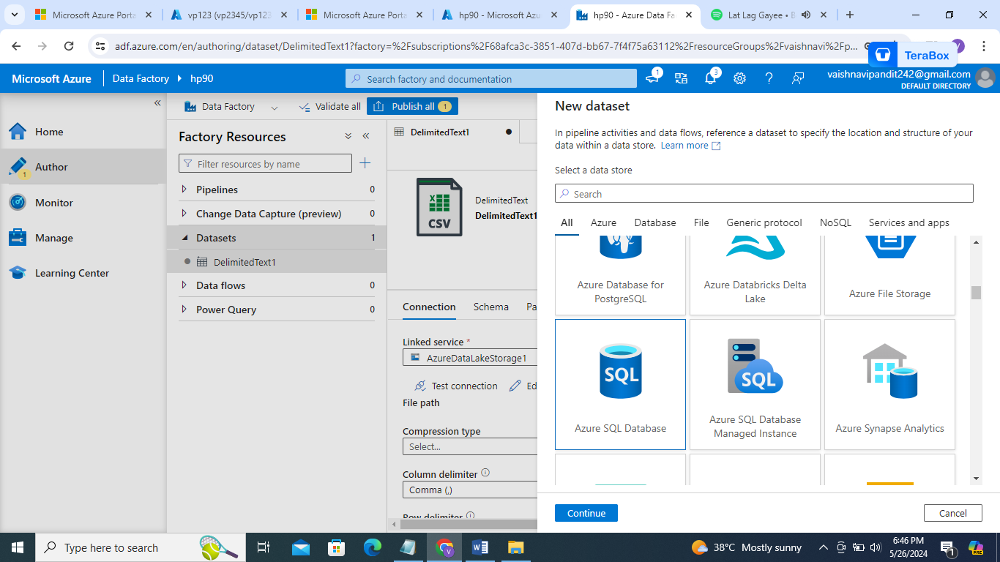 Microsoft Azure Porta
vp123 (vp2345/vp123
Microsoft Azure Porta
hp90 - Microsoft Azu
hp90 - Azure Data Fa
Lat Lag Gayee • B
adf.azure.com/en/authoring/dataset/DelimitedText1?factory=%2Fsubscriptions%2F68afca3c-3851-407d-bb67-7f4f75a63112%2FresourceGroups%2Fvaishnavi%2Fp...
TeraBox
Microsoft Azure
Data Factory
hp90
Search factory and documentation
1
3
vaishnavipandit242@gmail.com
DEFAULT DIRECTORY
Home
Author
1
Monitor
Manage
Learning Center
Data Factory
Validate all
Publish all 1
Factory Resources
Filter resources by name
Pipelines 0
Change Data Capture (preview) 0
Datasets 1
DelimitedText1
Data flows 0
Power Query 0
DelimitedText1
CSV
DelimitedText
DelimitedText1
Connection Schema Pa
Linked service *
AzureDataLakeStorage1
Test connection Ed
File path
Compression type
Select...
Column delimiter
Comma (,)
Row delimiter
New dataset
In pipeline activities and data flows, reference a dataset to specify the location and structure of your
data within a data store. Learn more
Select a data store
Search
All Azure Database File Generic protocol NoSQL Services and apps
Azure Database for
PostgreSQL
Azure Databricks Delta
Lake
Azure File Storage
SQL
Azure SQL Database
SQL
Azure SQL Database
Managed Instance
Azure Synapse Analytics
Continue
Cancel
Type here to search
38°C Mostly sunny
6:46 PM
5/26/2024
1
PRE